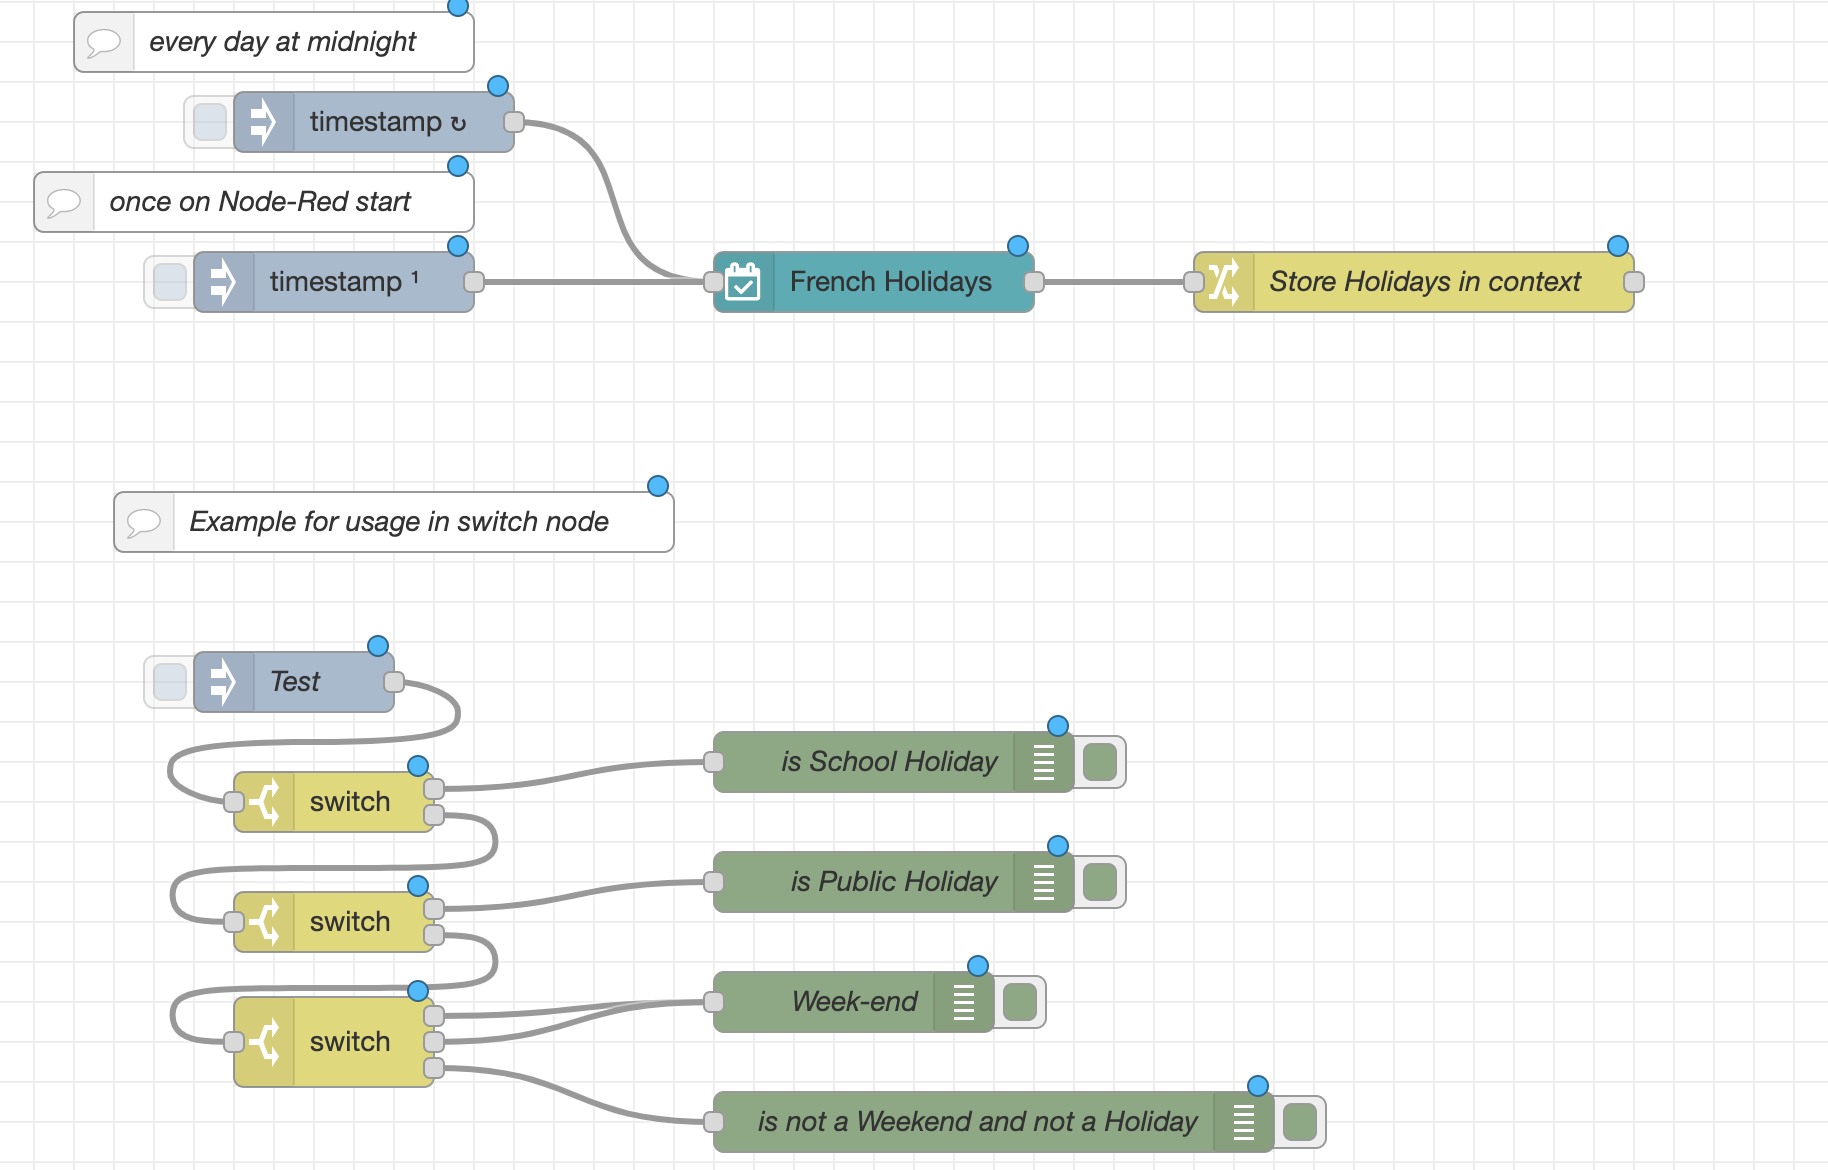 every day at midnight
timestamp ↻
once on Node-Red start
timestamp ¹
French Holidays
Store Holidays in context
Example for usage in switch node
Test
switch
is School Holiday
switch
is Public Holiday
switch
Week-end
is not a Weekend and not a Holiday